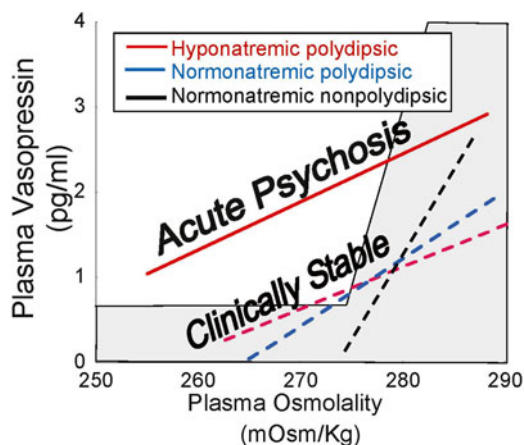 4
Hyponatremic polydipsic
Normonatremic polydipsic
Normonatremic nonpolydipsic
3
Plasma Vasopressin
(pg/ml)
2
Acute Psychosis
1
Clinically Stable
0
250 260 270 280 290
Plasma Osmolality
(mOsm/Kg)